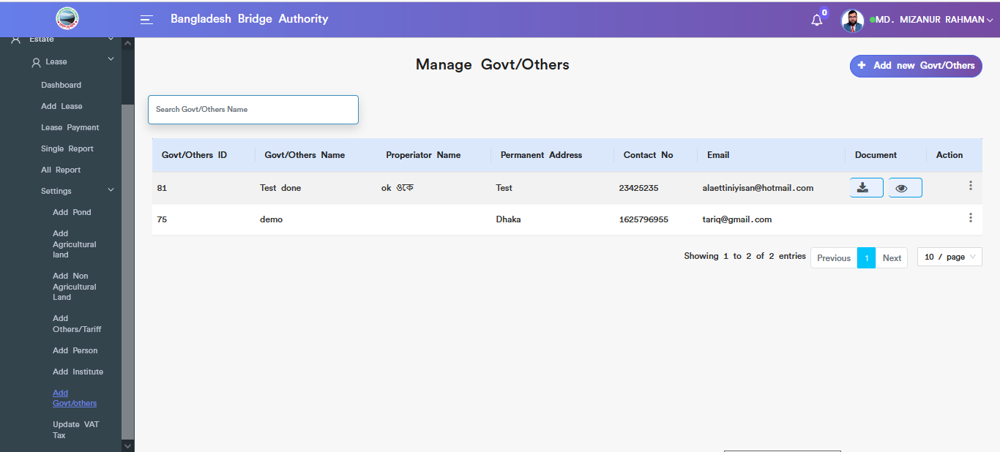 Bangladesh Bridge Authority
0
MD. MIZANUR RAHMAN
Estate
Lease
Dashboard
Add Lease
Lease Payment
Single Report
All Report
Settings
Add Pond
Add
Agricultural
land
Add Non
Agricultural
Land
Add
Others/Tariff
Add Person
Add Institute
Add
Govt/others
Update VAT
Tax
Manage Govt/Others
+ Add new Govt/Others
Search Govt/Others Name
Govt/Others ID Govt/Others Name Properiator Name Permanent Address Contact No Email Document Action
81 Test done ok ওকে Test 23425235 alaettiniyisan@hotmail.com
75 demo Dhaka 1625796955 tariq@gmail.com
Showing 1 to 2 of 2 entries Previous 1 Next 10 / page